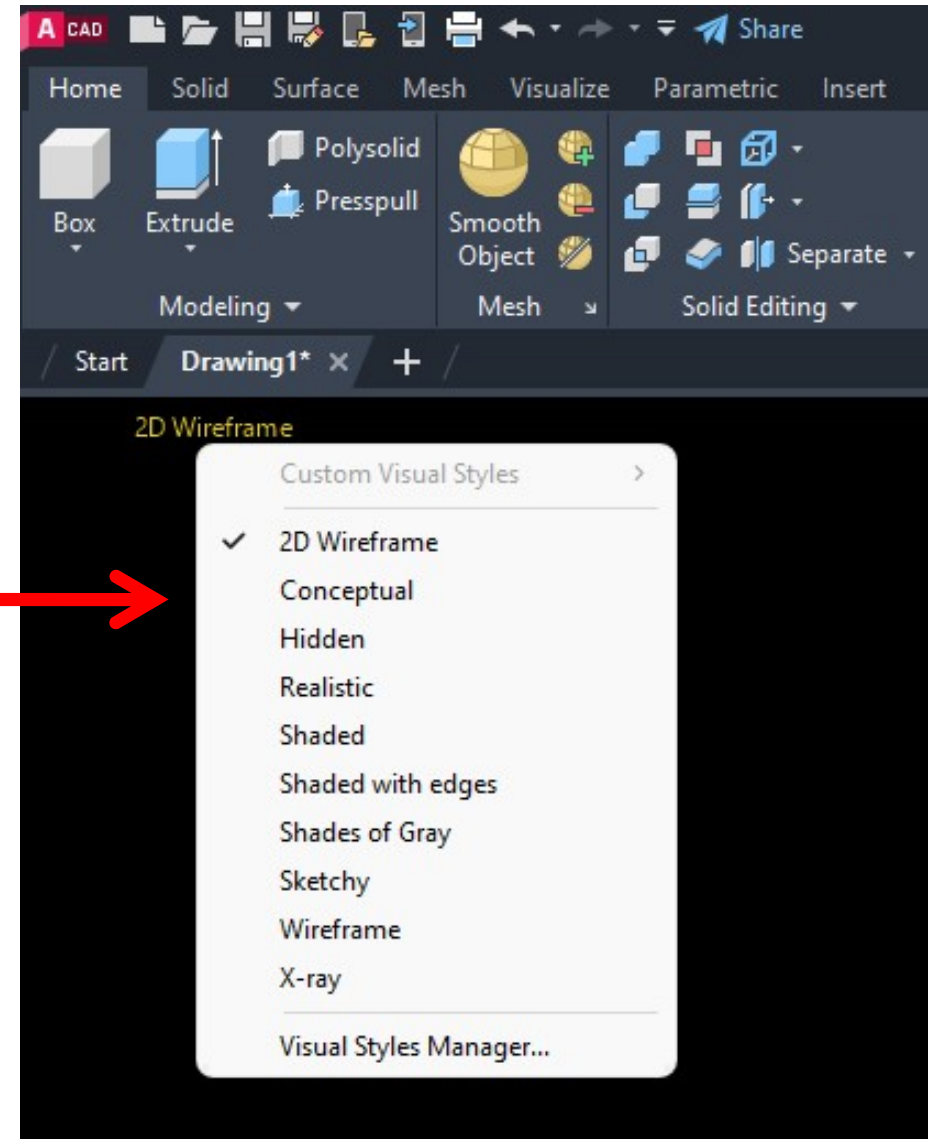 A CAD Share
Home Solid Surface Mesh Visualize Parametric Insert
Box
Extrude
Polysolid
Presspull
Smooth
Object
Separate
Modeling
Mesh
Solid Editing
Start Drawing1* × +
2D Wireframe
Custom Visual Styles >
✓ 2D Wireframe
Conceptual
Hidden
Realistic
Shaded
Shaded with edges
Shades of Gray
Sketchy
Wireframe
X-ray
Visual Styles Manager...